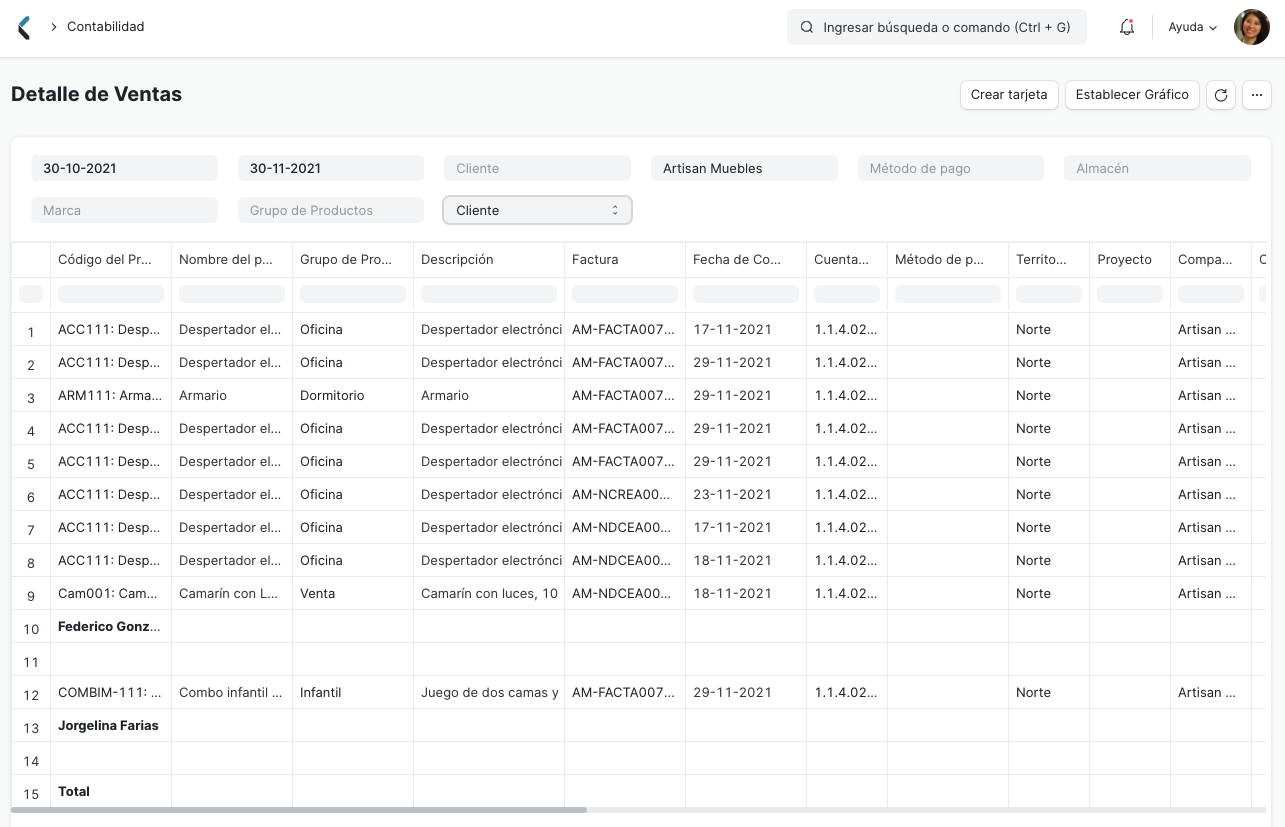 Contabilidad
Ingresar búsqueda o comando (Ctrl + G)
Ayuda
Detalle de Ventas
Crear tarjeta
Establecer Gráfico
30-10-2021 30-11-2021 Cliente Artisan Muebles Método de pago Almacén
Marca Grupo de Productos Cliente
Código del Pr... Nombre del p... Grupo de Pro... Descripción Factura Fecha de Co... Cuenta... Método de p... Territo... Proyecto Compa...
1 ACC111: Desp... Despertador el... Oficina Despertador electrónci AM-FACTA007... 17-11-2021 1.1.4.02... Norte Artisan ...
2 ACC111: Desp... Despertador el... Oficina Despertador electrónci AM-FACTA007... 29-11-2021 1.1.4.02... Norte Artisan ...
3 ARM111: Arma... Armario Dormitorio Armario AM-FACTA007... 29-11-2021 1.1.4.02... Norte Artisan ...
4 ACC111: Desp... Despertador el... Oficina Despertador electrónci AM-FACTA007... 29-11-2021 1.1.4.02... Norte Artisan ...
5 ACC111: Desp... Despertador el... Oficina Despertador electrónci AM-FACTA007... 29-11-2021 1.1.4.02... Norte Artisan ...
6 ACC111: Desp... Despertador el... Oficina Despertador electrónci AM-NCREA00... 23-11-2021 1.1.4.02... Norte Artisan ...
7 ACC111: Desp... Despertador el... Oficina Despertador electrónci AM-NDCEA00... 17-11-2021 1.1.4.02... Norte Artisan ...
8 ACC111: Desp... Despertador el... Oficina Despertador electrónci AM-NDCEA00... 18-11-2021 1.1.4.02... Norte Artisan ...
9 Cam001: Cam... Camarín con L... Venta Camarín con luces, 10 AM-NDCEA00... 18-11-2021 1.1.4.02... Norte Artisan ...
10 Federico Gonz...
11
12 COMBIM-111: ... Combo infantil ... Infantil Juego de dos camas y AM-FACTA007... 29-11-2021 1.1.4.02... Norte Artisan ...
13 Jorgelina Farias
14
15 Total